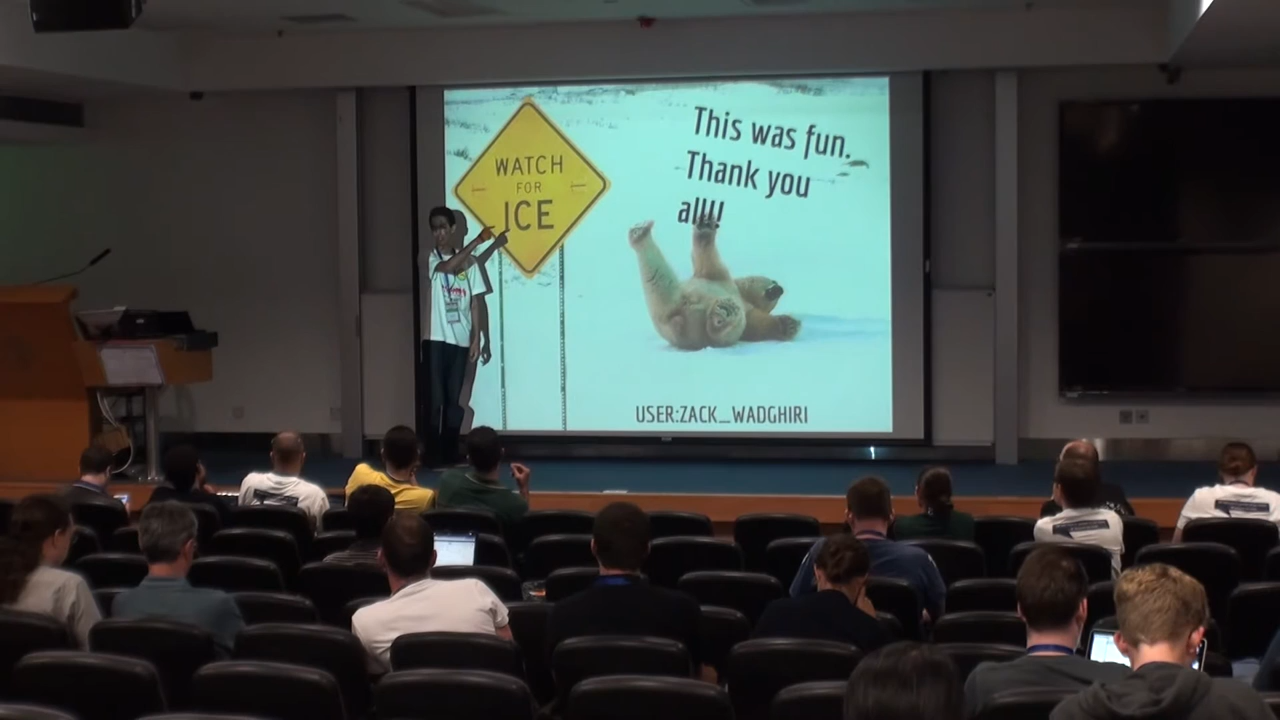 WATCH
FOR
ICE
This was fun.
Thank you
all!!
USER:ZACK_WADGHIRI